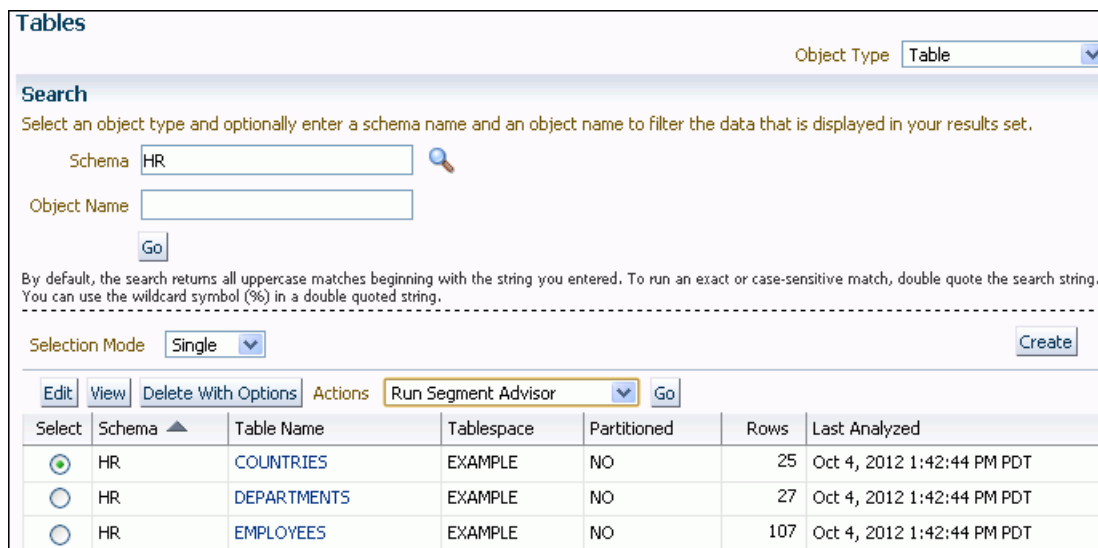 Tables
Object Type Table
Search
Select an object type and optionally enter a schema name and an object name to filter the data that is displayed in your results set.
Schema HR
Object Name
Go
By default, the search returns all uppercase matches beginning with the string you entered. To run an exact or case-sensitive match, double quote the search string.
You can use the wildcard symbol (%) in a double quoted string.
Selection Mode Single Create
Edit View Delete With Options Actions Run Segment Advisor Go
Select Schema Table Name Tablespace Partitioned Rows Last Analyzed
HR COUNTRIES EXAMPLE NO 25 Oct 4, 2012 1:42:44 PM PDT
HR DEPARTMENTS EXAMPLE NO 27 Oct 4, 2012 1:42:44 PM PDT
HR EMPLOYEES EXAMPLE NO 107 Oct 4, 2012 1:42:44 PM PDT